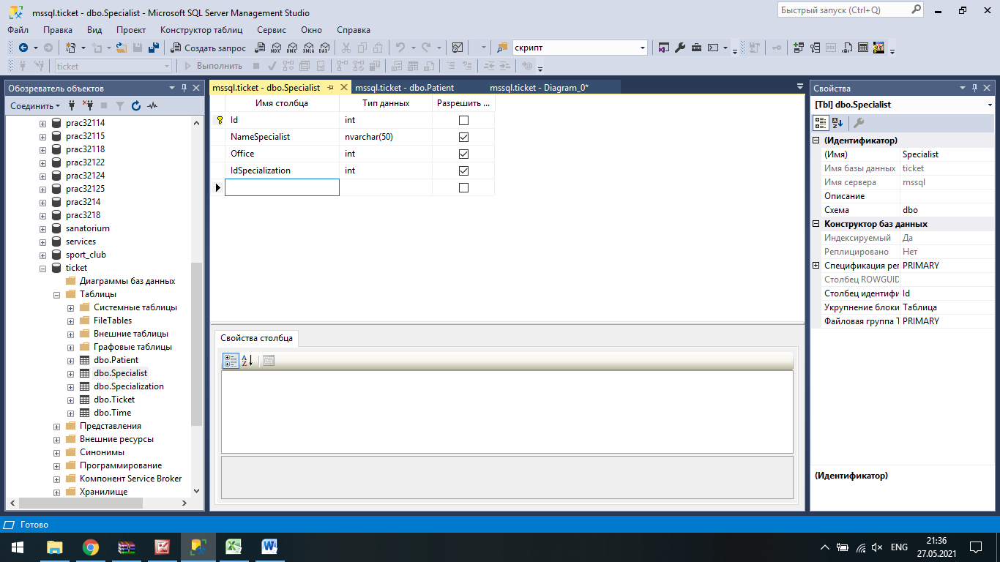 mssql.ticket - dbo.Specialist - Microsoft SQL Server Management Studio
Быстрый запуск (Ctrl+Q)
Файл Правка Вид Проект Конструктор таблиц Сервис Окно Справка
Создать запрос MDX DMX XMLA DAX скрипт
ticket Выполнить
Обозреватель объектов
Соединить
prac32114
prac32115
prac32118
prac32122
prac32124
prac32125
prac3214
prac3218
sanatorium
services
sport_club
ticket
Диаграммы баз данных
Таблицы
Системные таблицы
FileTables
Внешние таблицы
Графовые таблицы
dbo.Patient
dbo.Specialist
dbo.Specialization
dbo.Ticket
dbo.Time
Представления
Внешние ресурсы
Синонимы
Программирование
Компонент Service Broker
Хранилище
mssql.ticket - dbo.Specialist mssql.ticket - dbo.Patient mssql.ticket - Diagram_0*
Имя столбца Тип данных Разрешить ...
Id int
NameSpecialist nvarchar(50)
Office int
IdSpecialization int
Свойства столбца
Свойства
[Tbl] dbo.Specialist
(Идентификатор)
(Имя) Specialist
Имя базы данных ticket
Имя сервера mssql
Описание
Схема dbo
Конструктор баз данных
Индексируемый Да
Реплицировано Нет
Спецификация рег PRIMARY
Столбец ROWGUID
Столбец идентифи Id
Укрупнение блоки Таблица
Файловая группа Т PRIMARY
(Идентификатор)
Готово
ENG
21:36
27.05.2021